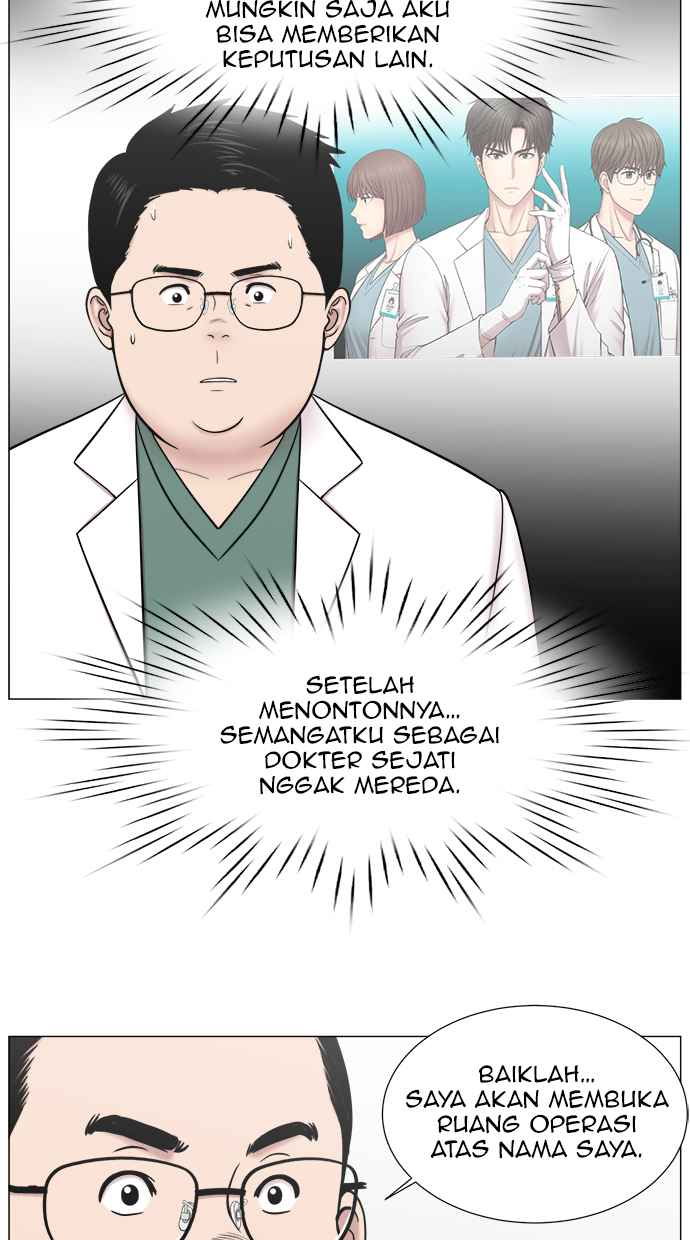 MUNGKIN SAJA AKU
BISA MEMBERIKAN
KEPUTUSAN LAIN.
SETELAH
MENONTONNYA...
SEMANGATKU SEBAGAI
DOKTER SEJATI
NGGAK MEREDA.
BAIKLAH...
SAYA AKAN MEMBUKA
RUANG OPERASI
ATAS NAMA SAYA.